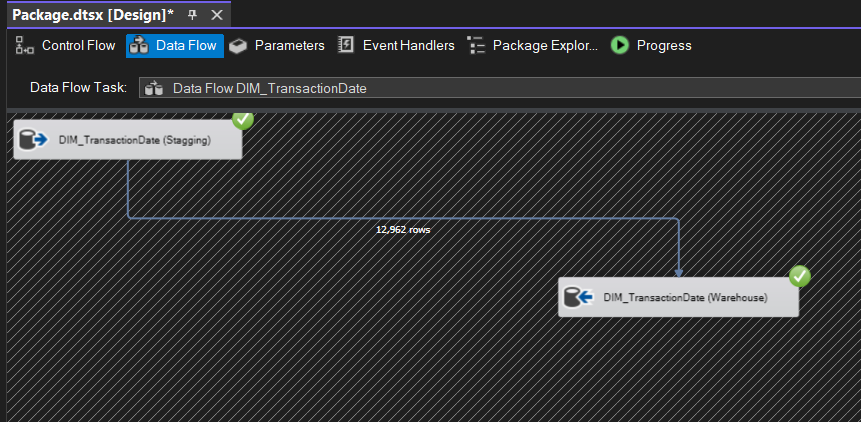 Package.dtsx [Design]*
Control Flow Data Flow Parameters Event Handlers Package Explor... Progress
Data Flow Task: Data Flow DIM_TransactionDate
DIM_TransactionDate (Stagging)
12,962 rows
DIM_TransactionDate (Warehouse)